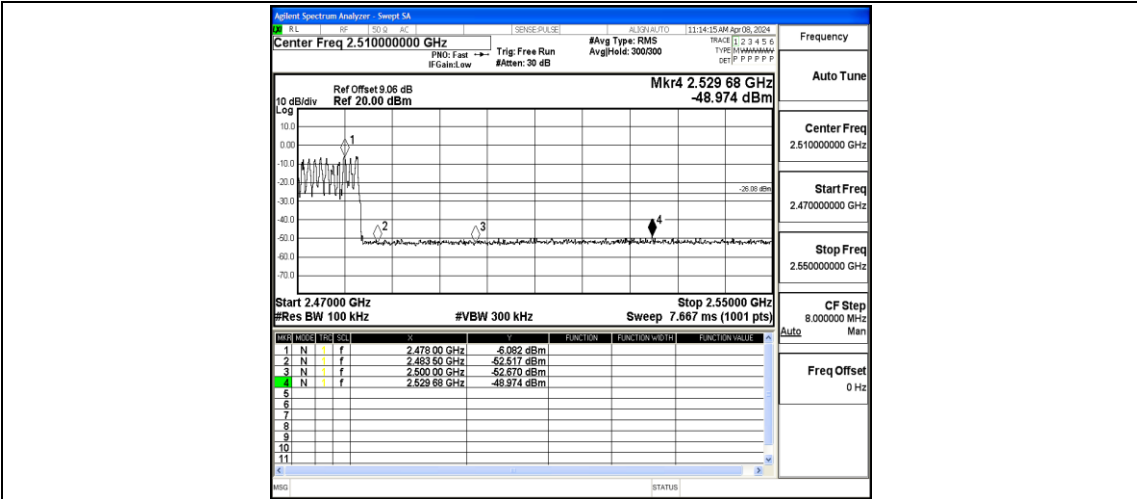 Agilent Spectrum Analyzer - Swept SA
RL RF 50 Ω AC SENSE:PULSE ALIGN AUTO 11:14:15 AM Apr 08, 2024
Center Freq 2.510000000 GHz
PNO: Fast
IFGain:Low
Trig: Free Run
#Atten: 30 dB
#Avg Type: RMS
Avg|Hold: 300/300
TRACE 1 2 3 4 5 6
TYPE MWWWWW
DET P P P P P P
Ref Offset 9.06 dB
10 dB/div Ref 20.00 dBm
Log
Mkr4 2.529 68 GHz
-48.974 dBm
10.0
0.00
-10.0
-20.0
-30.0
-40.0
-50.0
-60.0
-70.0
1
2
3
4
-26.08 dBm
Start 2.47000 GHz Stop 2.55000 GHz
#Res BW 100 kHz #VBW 300 kHz Sweep 7.667 ms (1001 pts)
MKR MODE TRC SCL X Y FUNCTION FUNCTION WIDTH FUNCTION VALUE
1 N 1 f 2.478 00 GHz -6.082 dBm
2 N 1 f 2.483 50 GHz -52.517 dBm
3 N 1 f 2.500 00 GHz -52.670 dBm
4 N 1 f 2.529 68 GHz -48.974 dBm
5
6
7
8
9
10
11
MSG STATUS
Frequency
Auto Tune
Center Freq
2.510000000 GHz
Start Freq
2.470000000 GHz
Stop Freq
2.550000000 GHz
CF Step
8.000000 MHz
Auto Man
Freq Offset
0 Hz